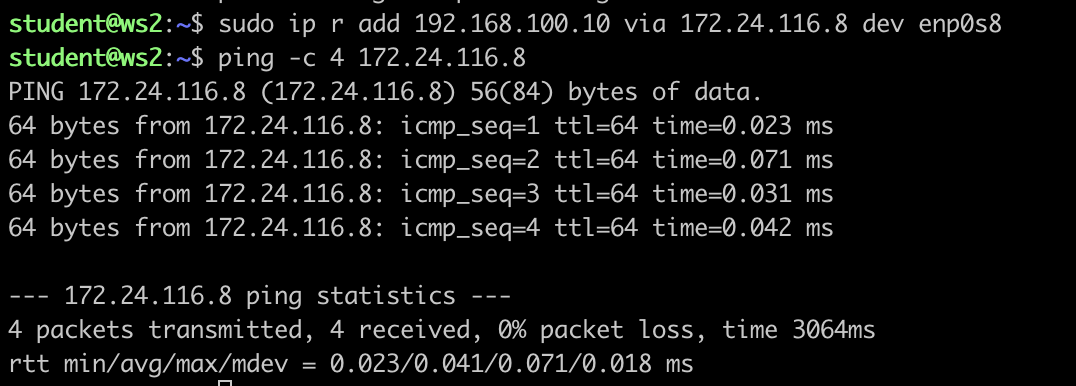 student@ws2:~$ sudo ip r add 192.168.100.10 via 172.24.116.8 dev enp0s8
student@ws2:~$ ping -c 4 172.24.116.8
PING 172.24.116.8 (172.24.116.8) 56(84) bytes of data.
64 bytes from 172.24.116.8: icmp_seq=1 ttl=64 time=0.023 ms
64 bytes from 172.24.116.8: icmp_seq=2 ttl=64 time=0.071 ms
64 bytes from 172.24.116.8: icmp_seq=3 ttl=64 time=0.031 ms
64 bytes from 172.24.116.8: icmp_seq=4 ttl=64 time=0.042 ms

--- 172.24.116.8 ping statistics ---
4 packets transmitted, 4 received, 0% packet loss, time 3064ms
rtt min/avg/max/mdev = 0.023/0.041/0.071/0.018 ms